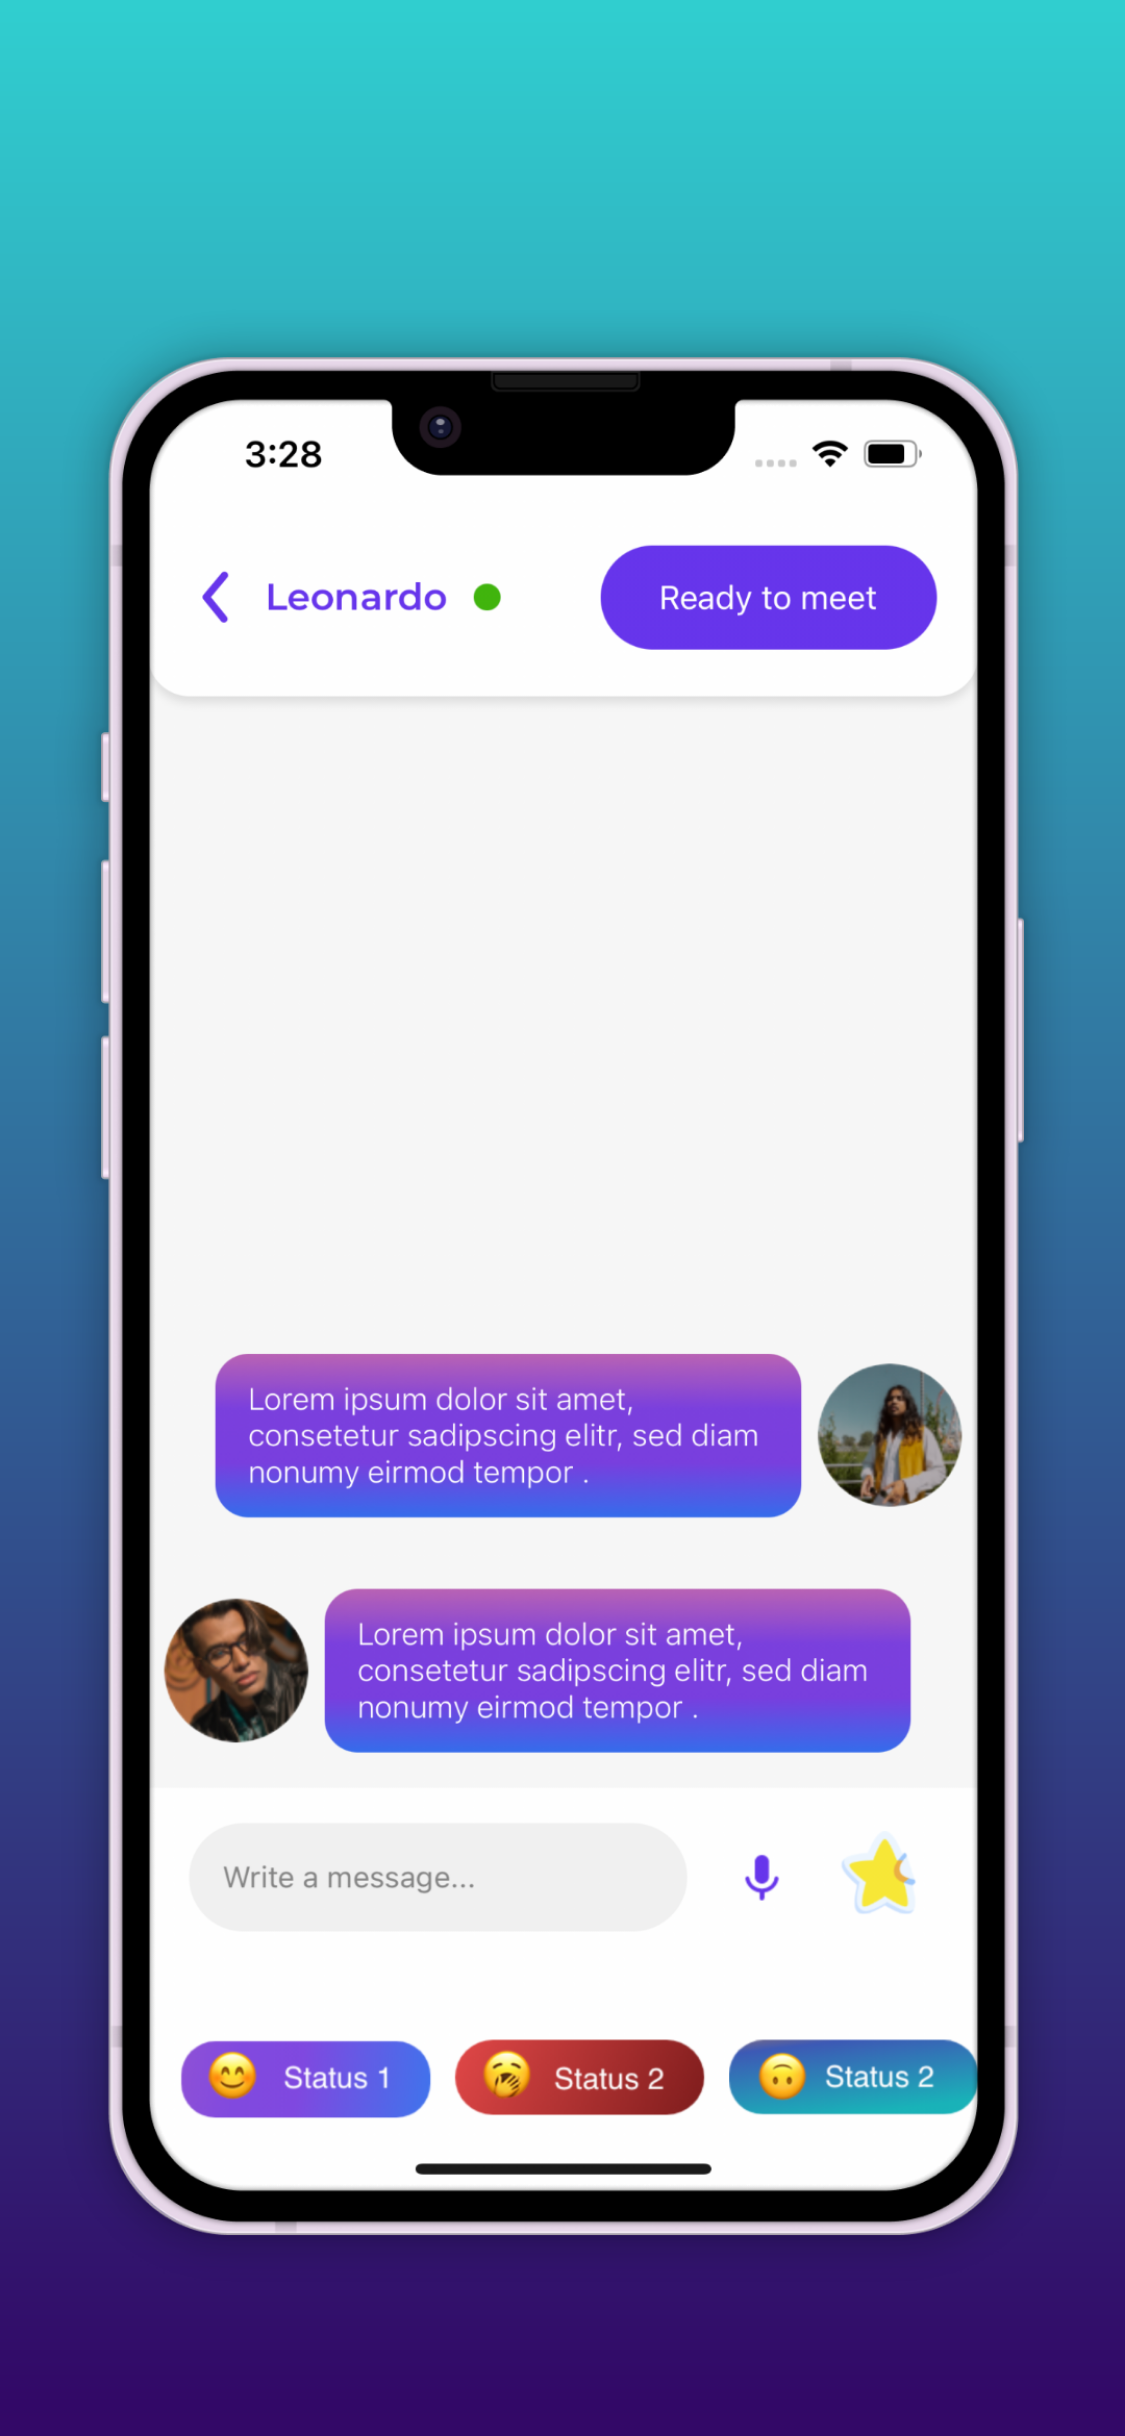 3:28
Leonardo
Ready to meet
Lorem ipsum dolor sit amet,
consetetur sadipscing elitr, sed diam
nonumy eirmod tempor .
Lorem ipsum dolor sit amet,
consetetur sadipscing elitr, sed diam
nonumy eirmod tempor .
Write a message...
Status 1
Status 2
Status 2